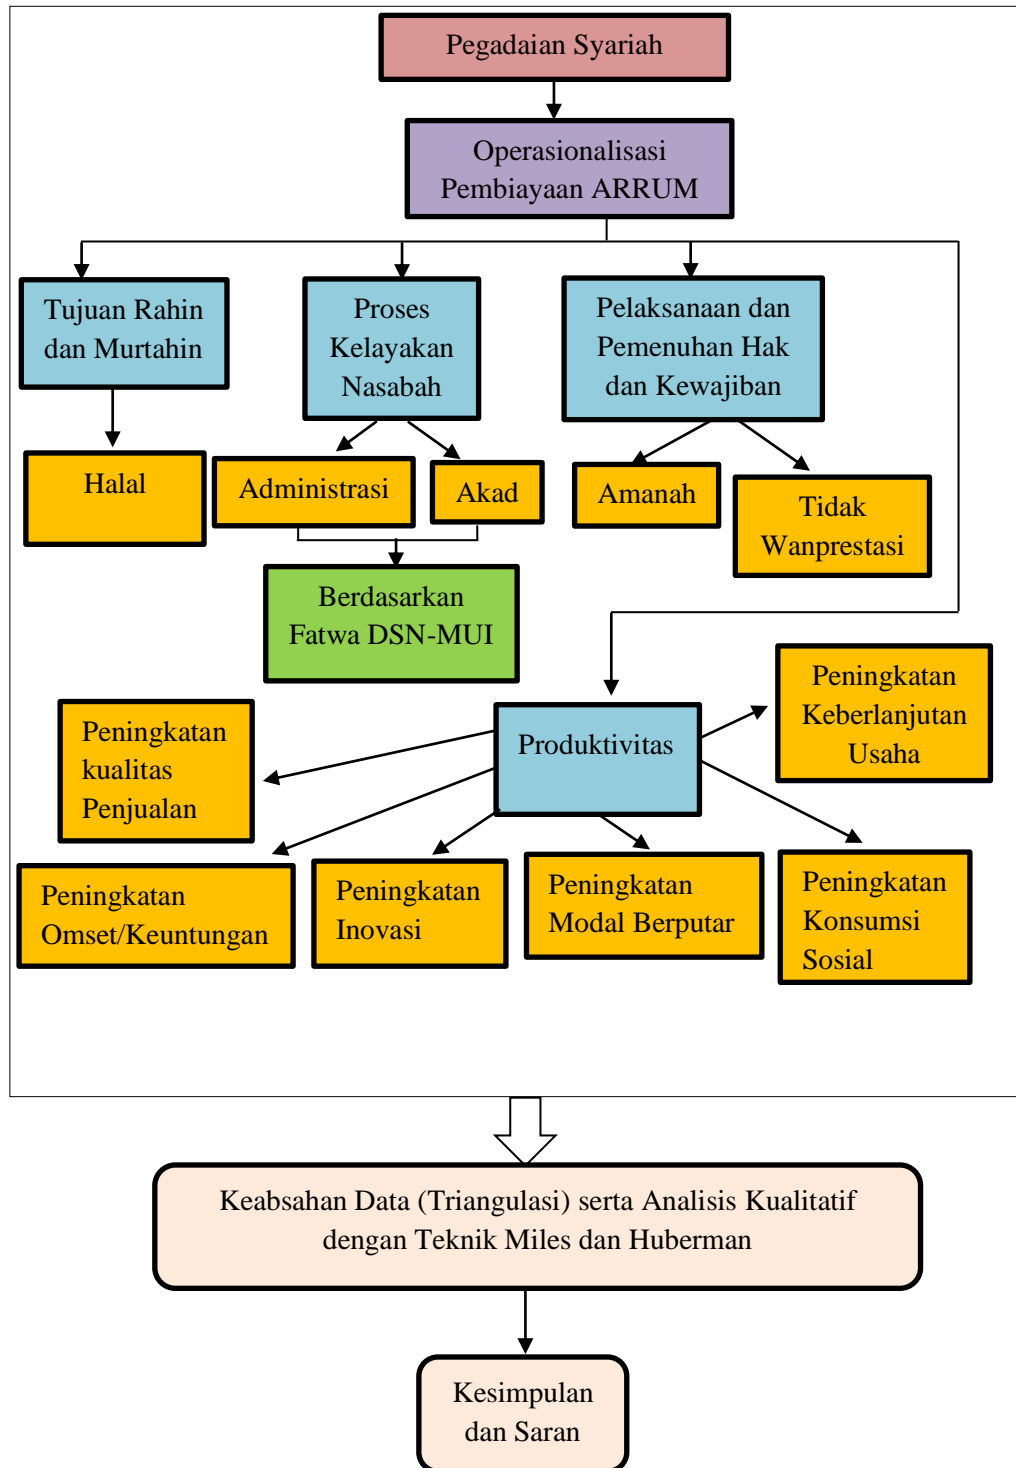 Pegadaian Syariah
Operasionalisasi
Pembiayaan ARRUM
Tujuan Rahin
dan Murtahin
Proses
Kelayakan
Nasabah
Pelaksanaan dan
Pemenuhan Hak
dan Kewajiban
Halal
Administrasi
Akad
Amanah
Tidak
Wanprestasi
Berdasarkan
Fatwa DSN-MUI
Produktivitas
Peningkatan
Keberlanjutan
Usaha
Peningkatan
kualitas
Penjualan
Peningkatan
Omset/Keuntungan
Peningkatan
Inovasi
Peningkatan
Modal Berputar
Peningkatan
Konsumsi
Sosial
Keabsahan Data (Triangulasi) serta Analisis Kualitatif
dengan Teknik Miles dan Huberman
Kesimpulan
dan Saran